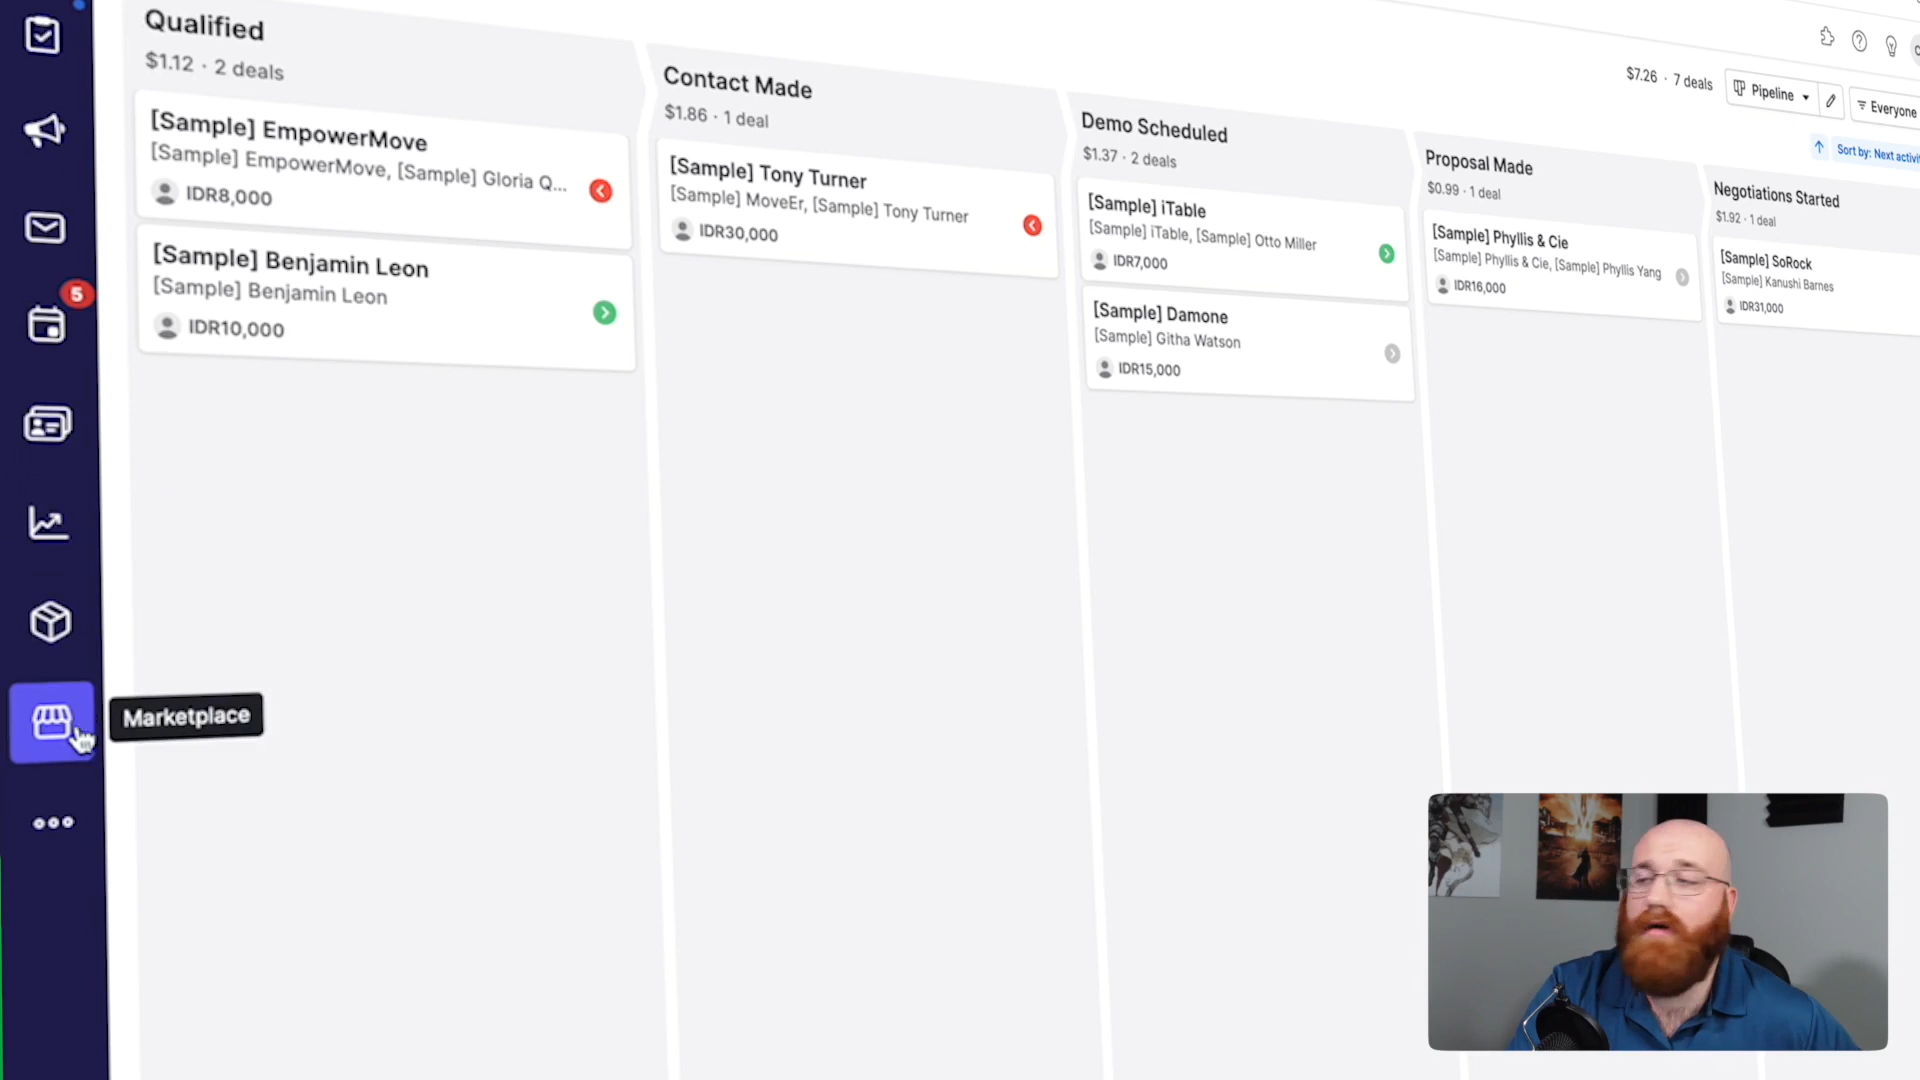 Qualified
$1.12 · 2 deals
[Sample] EmpowerMove
[Sample] EmpowerMove, [Sample] Gloria Q...
IDR8,000
[Sample] Benjamin Leon
[Sample] Benjamin Leon
IDR10,000
Contact Made
$1.86 · 1 deal
[Sample] Tony Turner
[Sample] MoveEr, [Sample] Tony Turner
IDR30,000
Demo Scheduled
$1.37 · 2 deals
[Sample] iTable
[Sample] iTable, [Sample] Otto Miller
IDR7,000
[Sample] Damone
[Sample] Githa Watson
IDR15,000
Proposal Made
$0.99 · 1 deal
[Sample] Phyllis & Cie
[Sample] Phyllis & Cie, [Sample] Phyllis Yang
IDR16,000
Negotiations Started
$1.92 · 1 deal
[Sample] SoRock
[Sample] Kanushi Barnes
IDR31,000
$7.26 · 7 deals
Pipeline
Everyone
Sort by: Next activi
5
Marketplace